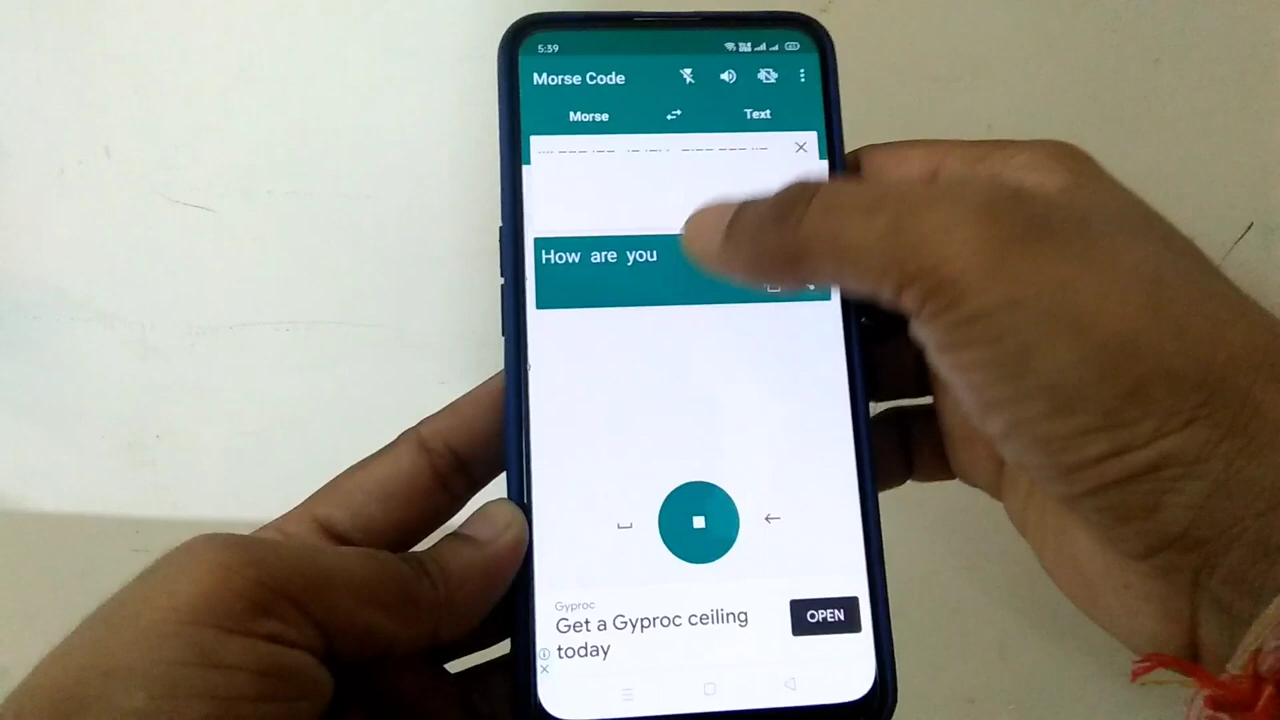 5:39
Morse Code
Morse Text
.... --- .-- .- .-. . -.-- --- ..-
How are you
Gyproc
Get a Gyproc ceiling
today
OPEN